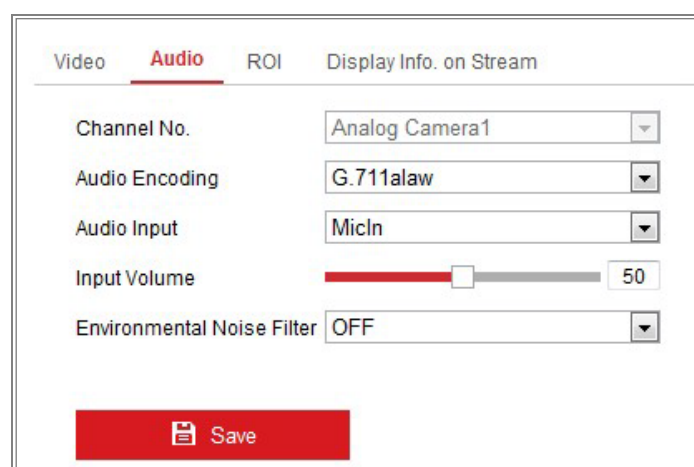 Video Audio ROI Display Info. on Stream
Channel No. Analog Camera1
Audio Encoding G.711alaw
Audio Input MicIn
Input Volume 50
Environmental Noise Filter OFF
Save